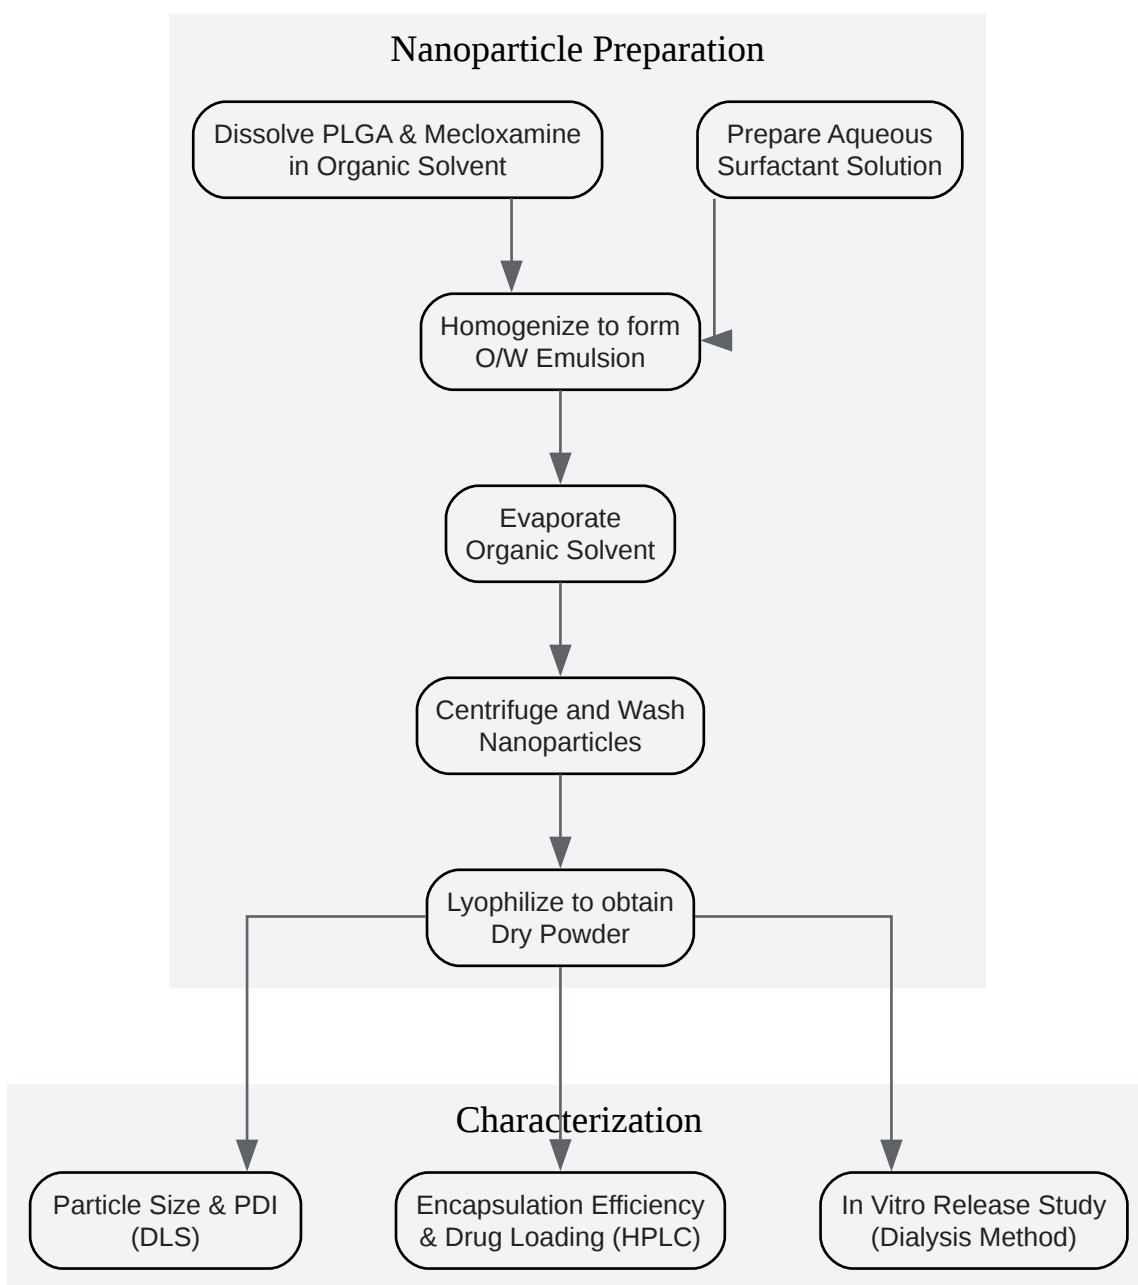 Nanoparticle Preparation
Dissolve PLGA & Mecloxamine
in Organic Solvent
Prepare Aqueous
Surfactant Solution
Homogenize to form
O/W Emulsion
Evaporate
Organic Solvent
Centrifuge and Wash
Nanoparticles
Lyophilize to obtain
Dry Powder
Characterization
Particle Size & PDI
(DLS)
Encapsulation Efficiency
& Drug Loading (HPLC)
In Vitro Release Study
(Dialysis Method)